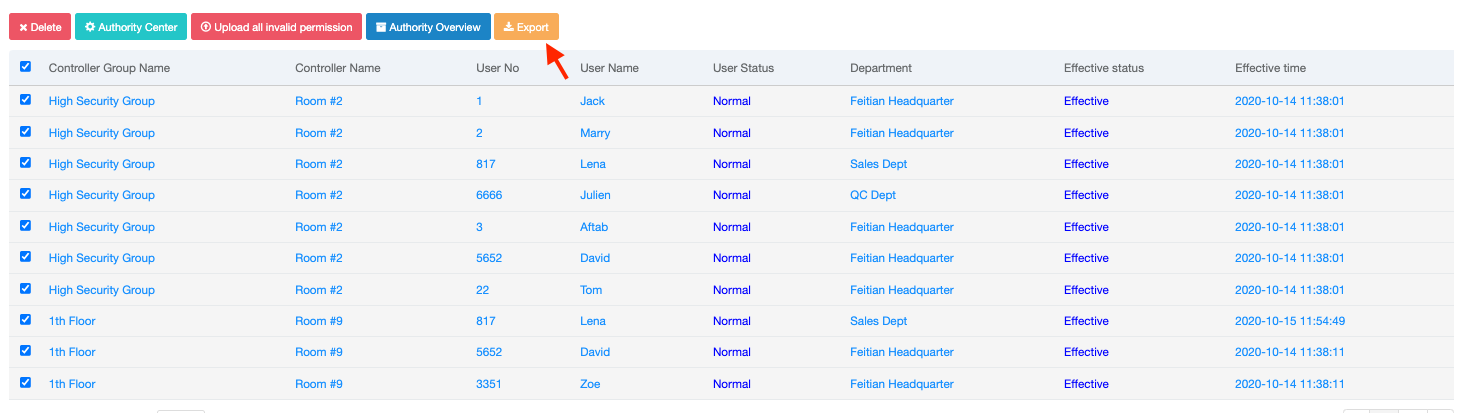 Delete Authority Center Upload all invalid permission Authority Overview Export
Controller Group Name Controller Name User No User Name User Status Department Effective status Effective time
High Security Group Room #2 1 Jack Normal Feitian Headquarter Effective 2020-10-14 11:38:01
High Security Group Room #2 2 Marry Normal Feitian Headquarter Effective 2020-10-14 11:38:01
High Security Group Room #2 817 Lena Normal Sales Dept Effective 2020-10-14 11:38:01
High Security Group Room #2 6666 Julien Normal QC Dept Effective 2020-10-14 11:38:01
High Security Group Room #2 3 Aftab Normal Feitian Headquarter Effective 2020-10-14 11:38:01
High Security Group Room #2 5652 David Normal Feitian Headquarter Effective 2020-10-14 11:38:01
High Security Group Room #2 22 Tom Normal Feitian Headquarter Effective 2020-10-14 11:38:01
1th Floor Room #9 817 Lena Normal Sales Dept Effective 2020-10-15 11:54:49
1th Floor Room #9 5652 David Normal Feitian Headquarter Effective 2020-10-14 11:38:11
1th Floor Room #9 3351 Zoe Normal Feitian Headquarter Effective 2020-10-14 11:38:11